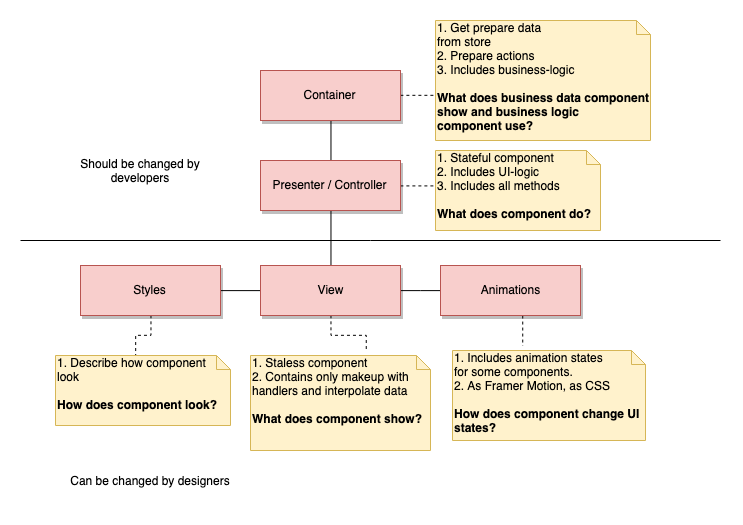 1. Get prepare data
from store
2. Prepare actions
3. Includes business-logic
What does business data component
show and business logic
component use?
Container
Should be changed by
developers
Presenter / Controller
1. Stateful component
2. Includes UI-logic
3. Includes all methods
What does component do?
Styles
View
Animations
1. Describe how component
look
How does component look?
1. Staless component
2. Contains only makeup with
handlers and interpolate data
What does component show?
1. Includes animation states
for some components.
2. As Framer Motion, as CSS
How does component change UI
states?
Can be changed by designers